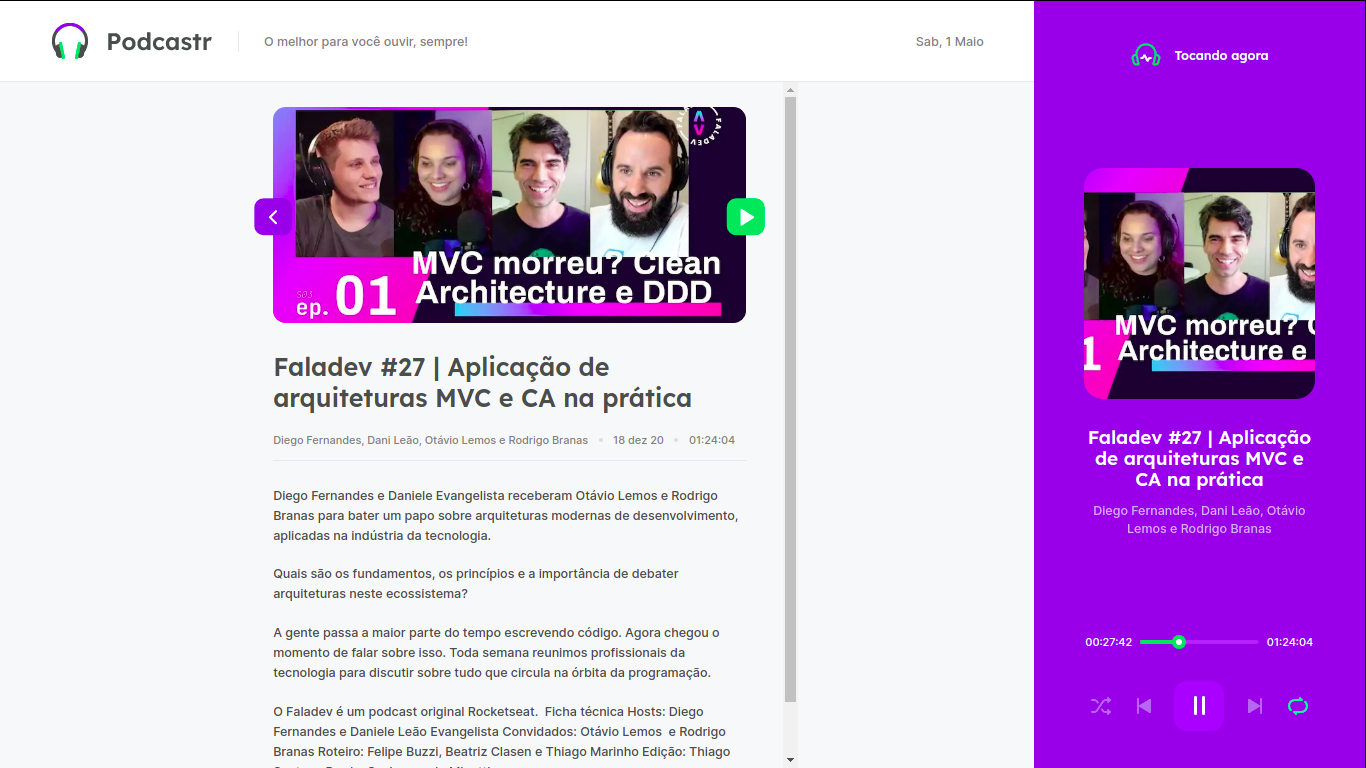 Podcastr
O melhor para você ouvir, sempre!
Sab, 1 Maio
FALADEV
MVC morreu? Clean
Architecture e DDD
S03
ep. 01
Faladev #27 | Aplicação de
arquiteturas MVC e CA na prática
Diego Fernandes, Dani Leão, Otávio Lemos e Rodrigo Branas • 18 dez 20 • 01:24:04
Diego Fernandes e Daniele Evangelista receberam Otávio Lemos e Rodrigo
Branas para bater um papo sobre arquiteturas modernas de desenvolvimento,
aplicadas na indústria da tecnologia.
Quais são os fundamentos, os princípios e a importância de debater
arquiteturas neste ecossistema?
A gente passa a maior parte do tempo escrevendo código. Agora chegou o
momento de falar sobre isso. Toda semana reunimos profissionais da
tecnologia para discutir sobre tudo que circula na órbita da programação.
O Faladev é um podcast original Rocketseat.  Ficha técnica Hosts: Diego
Fernandes e Daniele Leão Evangelista Convidados: Otávio Lemos  e Rodrigo
Branas Roteiro: Felipe Buzzi, Beatriz Clasen e Thiago Marinho Edição: Thiago
Tocando agora
MVC morreu?
1 Architecture e
Faladev #27 | Aplicação
de arquiteturas MVC e
CA na prática
Diego Fernandes, Dani Leão, Otávio
Lemos e Rodrigo Branas
00:27:42 01:24:04